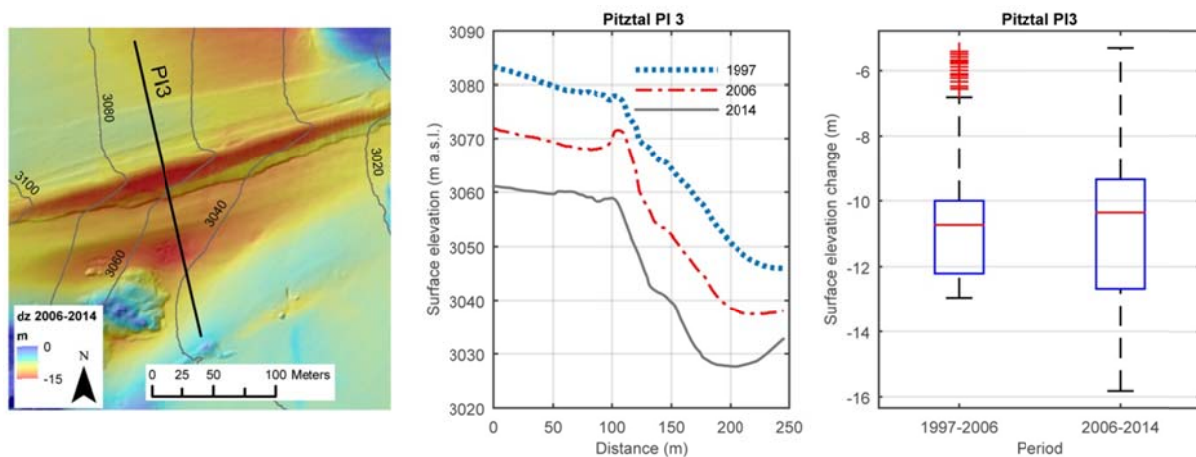 PI3
3080
3100
3020
3040
3060
dz 2006-2014
m
0
-15
N
0 25 50 100 Meters
Pitztal PI 3
3090
3080
3070
3060
3050
3040
3030
3020
Surface elevation (m a.s.l.)
1997
2006
2014
0 50 100 150 200 250
Distance (m)
Pitztal PI3
-6
-8
-10
-12
-14
-16
Surface elevation change (m)
1997-2006 2006-2014
Period